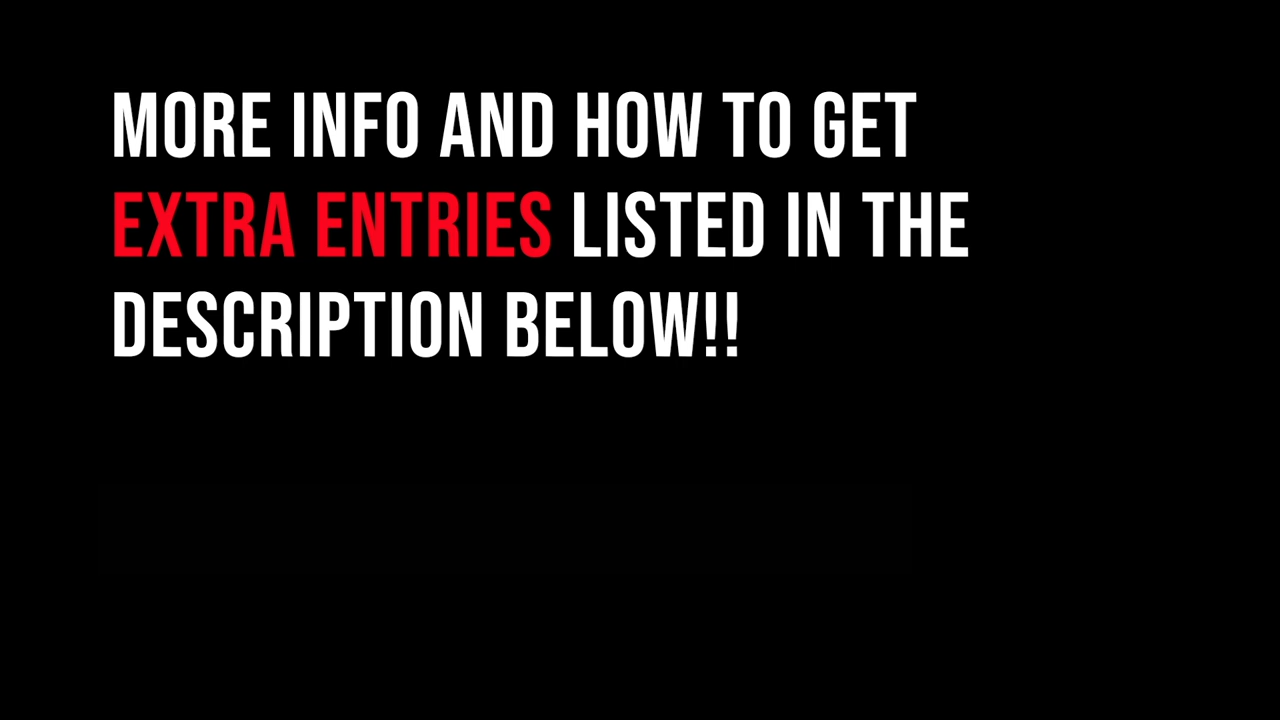 MORE INFO AND HOW TO GET
EXTRA ENTRIES LISTED IN THE
DESCRIPTION BELOW!!